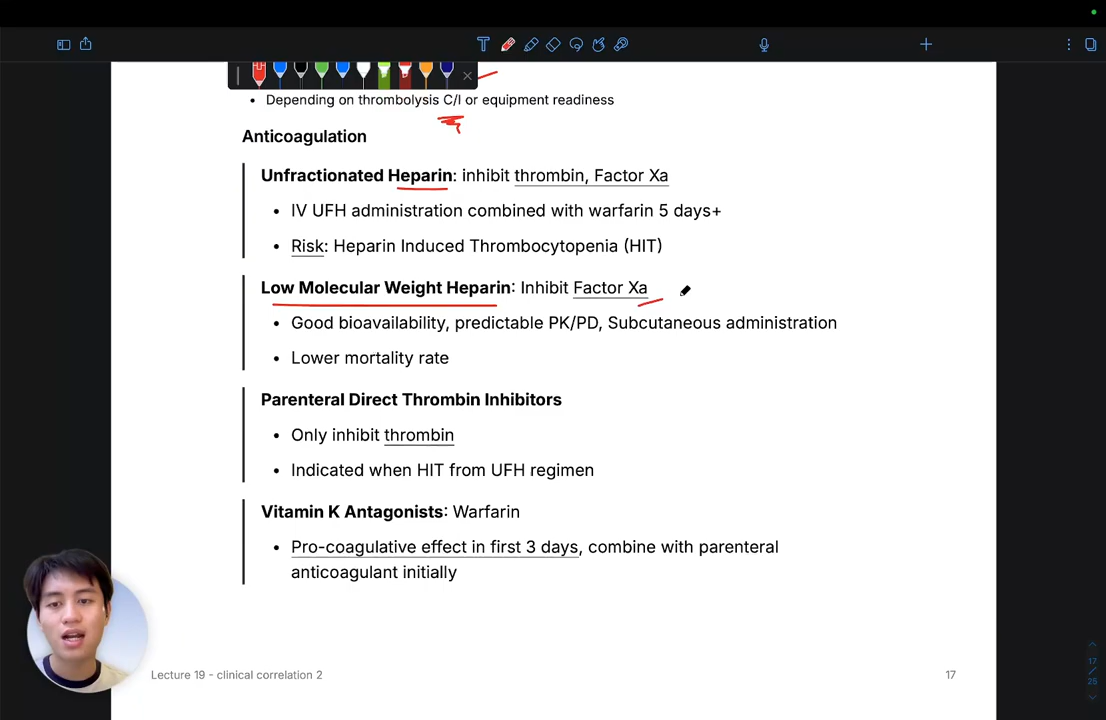 Depending on thrombolysis C/I or equipment readiness
Anticoagulation
Unfractionated Heparin: inhibit thrombin, Factor Xa
IV UFH administration combined with warfarin 5 days+
Risk: Heparin Induced Thrombocytopenia (HIT)
Low Molecular Weight Heparin: Inhibit Factor Xa
Good bioavailability, predictable PK/PD, Subcutaneous administration
Lower mortality rate
Parenteral Direct Thrombin Inhibitors
Only inhibit thrombin
Indicated when HIT from UFH regimen
Vitamin K Antagonists: Warfarin
Pro-coagulative effect in first 3 days, combine with parenteral
anticoagulant initially
Lecture 19 - clinical correlation 2
17
17
/
25